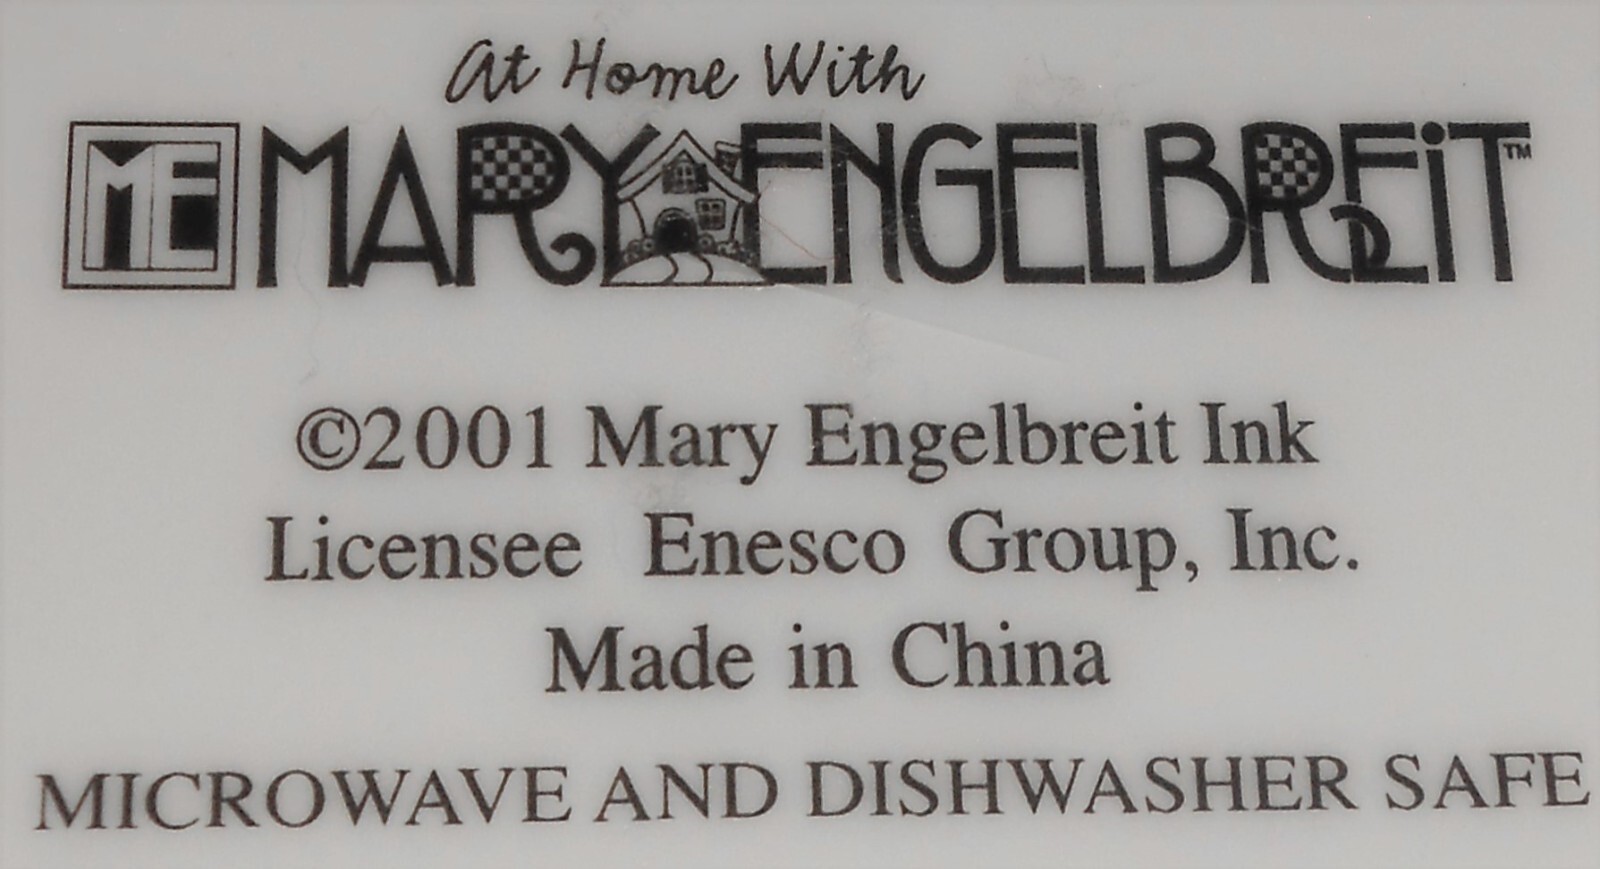 At Home With
ME MARY ENGELBREiT™
©2001 Mary Engelbreit Ink
Licensee Enesco Group, Inc.
Made in China
MICROWAVE AND DISHWASHER SAFE